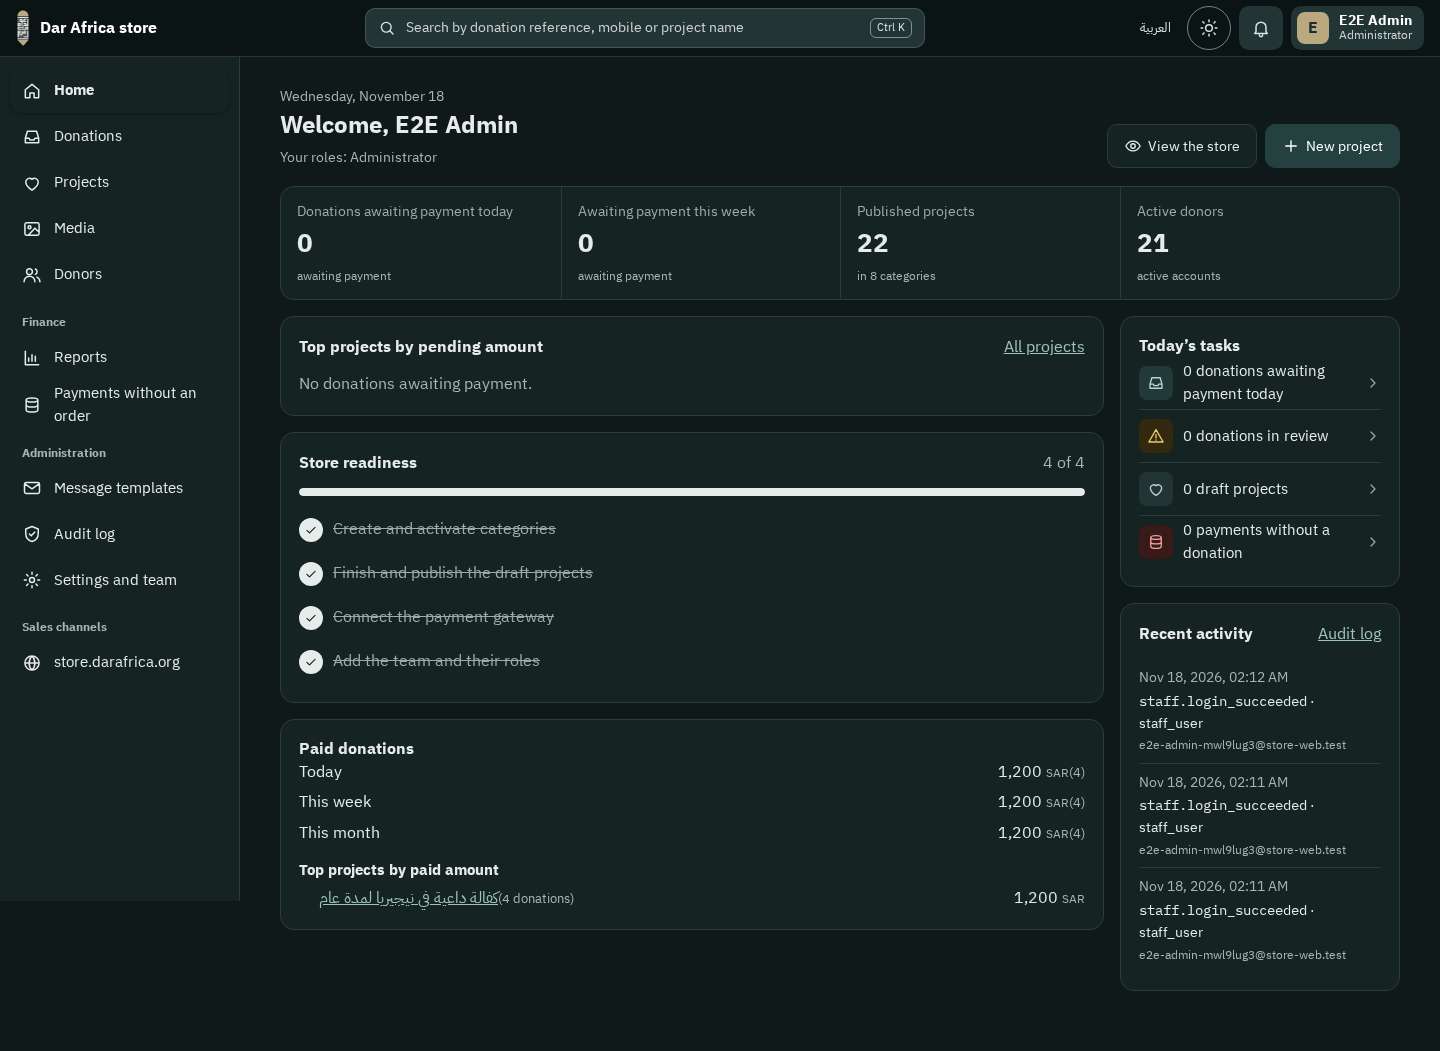 Dar Africa store
Search by donation reference, mobile or project name
Ctrl K
العربية
E
E2E Admin
Administrator
Home
Donations
Projects
Media
Donors
Finance
Reports
Payments without an
order
Administration
Message templates
Audit log
Settings and team
Sales channels
store.darafrica.org
Wednesday, November 18
Welcome, E2E Admin
Your roles: Administrator
View the store
New project
Donations awaiting payment today
0
awaiting payment
Awaiting payment this week
0
awaiting payment
Published projects
22
in 8 categories
Active donors
21
active accounts
Top projects by pending amount
All projects
No donations awaiting payment.
Store readiness
4 of 4
Create and activate categories
Finish and publish the draft projects
Connect the payment gateway
Add the team and their roles
Paid donations
Today 1,200 SAR(4)
This week 1,200 SAR(4)
This month 1,200 SAR(4)
Top projects by paid amount
كفالة داعية في نيجيريا لمدة عام(4 donations) 1,200 SAR
Today’s tasks
0 donations awaiting
payment today
0 donations in review
0 draft projects
0 payments without a
donation
Recent activity
Audit log
Nov 18, 2026, 02:12 AM
staff.login_succeeded ·
staff_user
e2e-admin-mwl9lug3@store-web.test
Nov 18, 2026, 02:11 AM
staff.login_succeeded ·
staff_user
e2e-admin-mwl9lug3@store-web.test
Nov 18, 2026, 02:11 AM
staff.login_succeeded ·
staff_user
e2e-admin-mwl9lug3@store-web.test